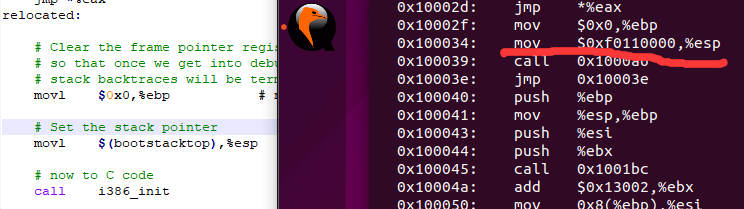 jmp *%eax
relocated:
# Clear the frame pointer regi
# so that once we get into debu
# stack backtraces will be term
movl $0x0,%ebp #
# Set the stack pointer
movl $(bootstacktop),%esp
# now to C code
call i386_init
0x10002d: jmp *%eax
0x10002f: mov $0x0,%ebp
0x100034: mov $0xf0110000,%esp
0x100039: call 0x1000a6
0x10003e: jmp 0x10003e
0x100040: push %ebp
0x100041: mov %esp,%ebp
0x100043: push %esi
0x100044: push %ebx
0x100045: call 0x1001bc
0x10004a: add $0x13002,%ebx
0x100050: mov 0x8(%ebp),%esi